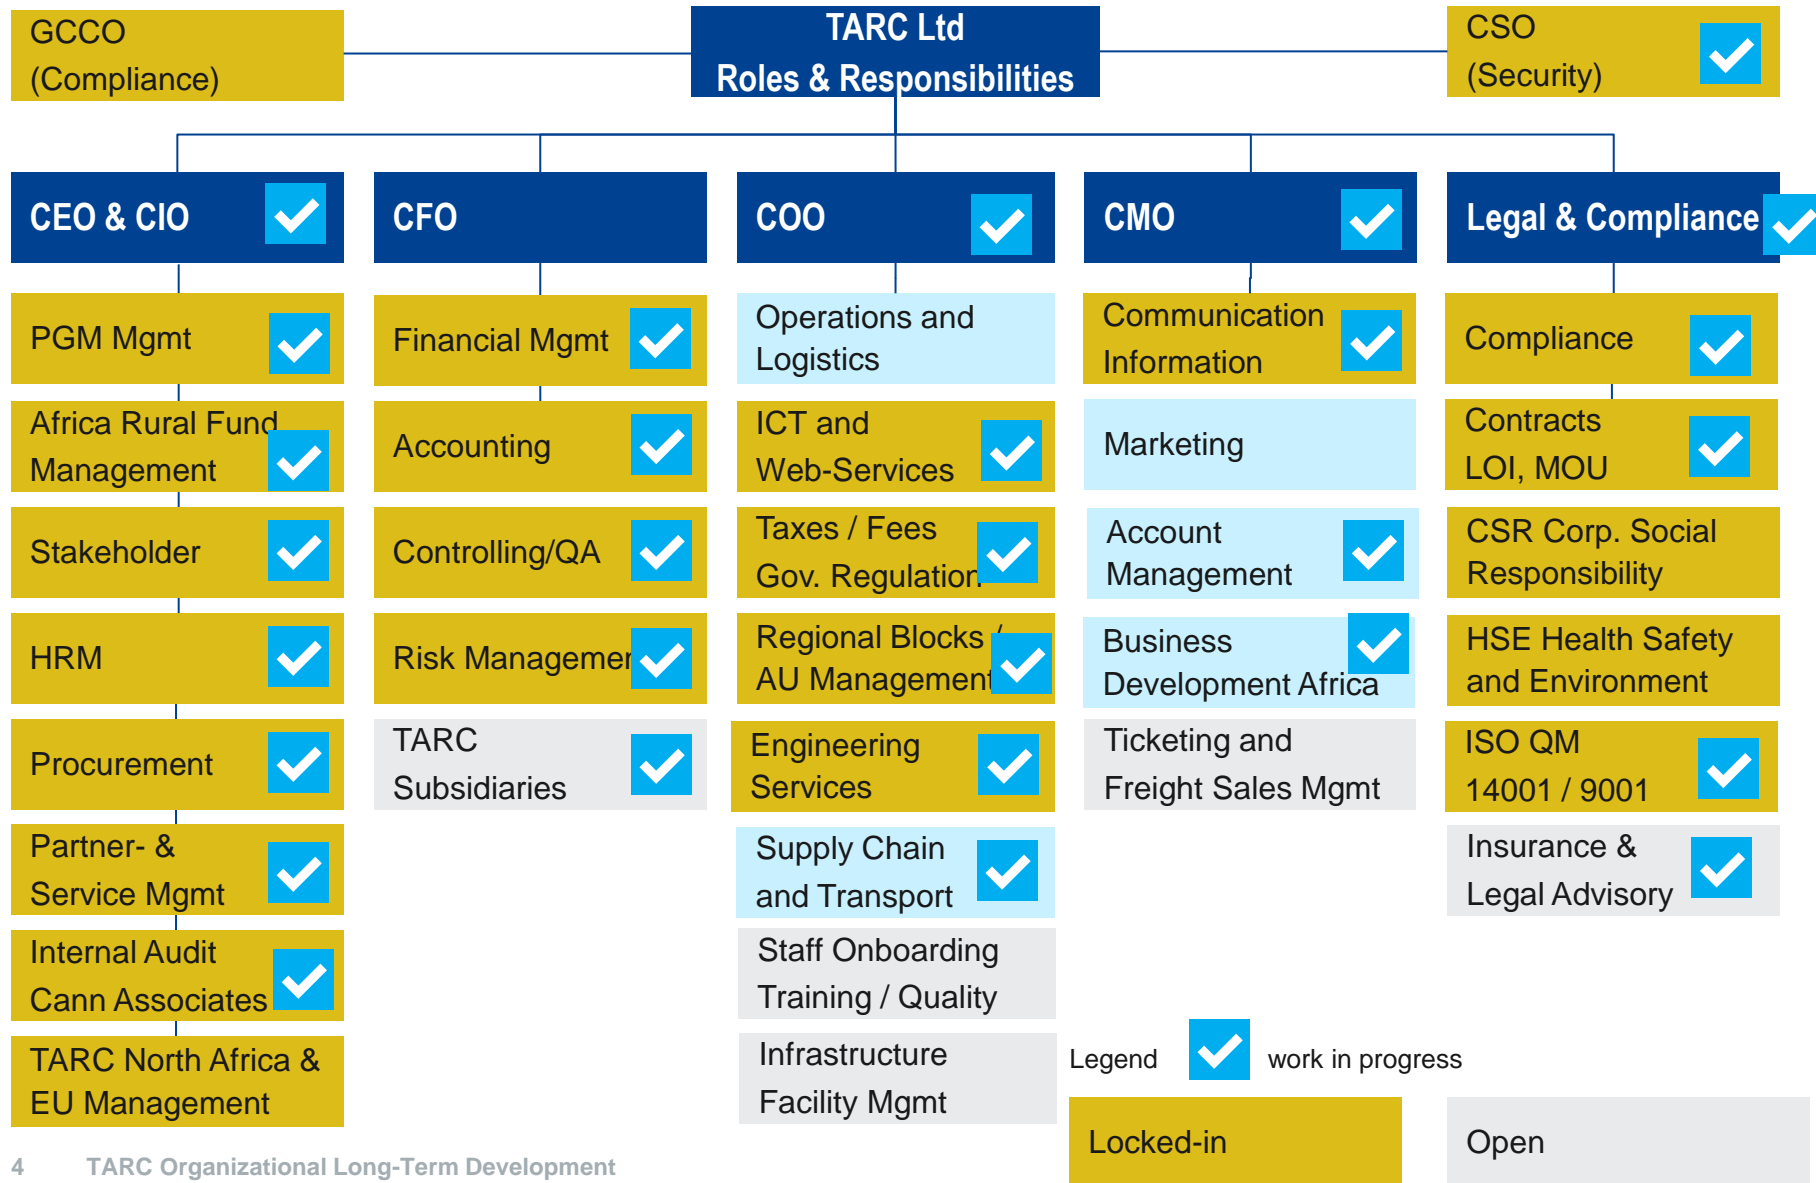 GCCO
(Compliance)
TARC Ltd
Roles & Responsibilities
CSO
(Security)
CEO & CIO
CFO
COO
CMO
Legal & Compliance
PGM Mgmt
Africa Rural Fund
Management
Stakeholder
HRM
Procurement
Partner- &
Service Mgmt
Internal Audit
Cann Associates
TARC North Africa &
EU Management
Financial Mgmt
Accounting
Controlling/QA
Risk Managemen
TARC
Subsidiaries
Operations and
Logistics
ICT and
Web-Services
Taxes / Fees
Gov. Regulation
Regional Blocks /
AU Management
Engineering
Services
Supply Chain
and Transport
Staff Onboarding
Training / Quality
Infrastructure
Facility Mgmt
Communication
Information
Marketing
Account
Management
Business
Development Africa
Ticketing and
Freight Sales Mgmt
Compliance
Contracts
LOI, MOU
CSR Corp. Social
Responsibility
HSE Health Safety
and Environment
ISO QM
14001 / 9001
Insurance &
Legal Advisory
Legend work in progress
Locked-in
Open
4 TARC Organizational Long-Term Development